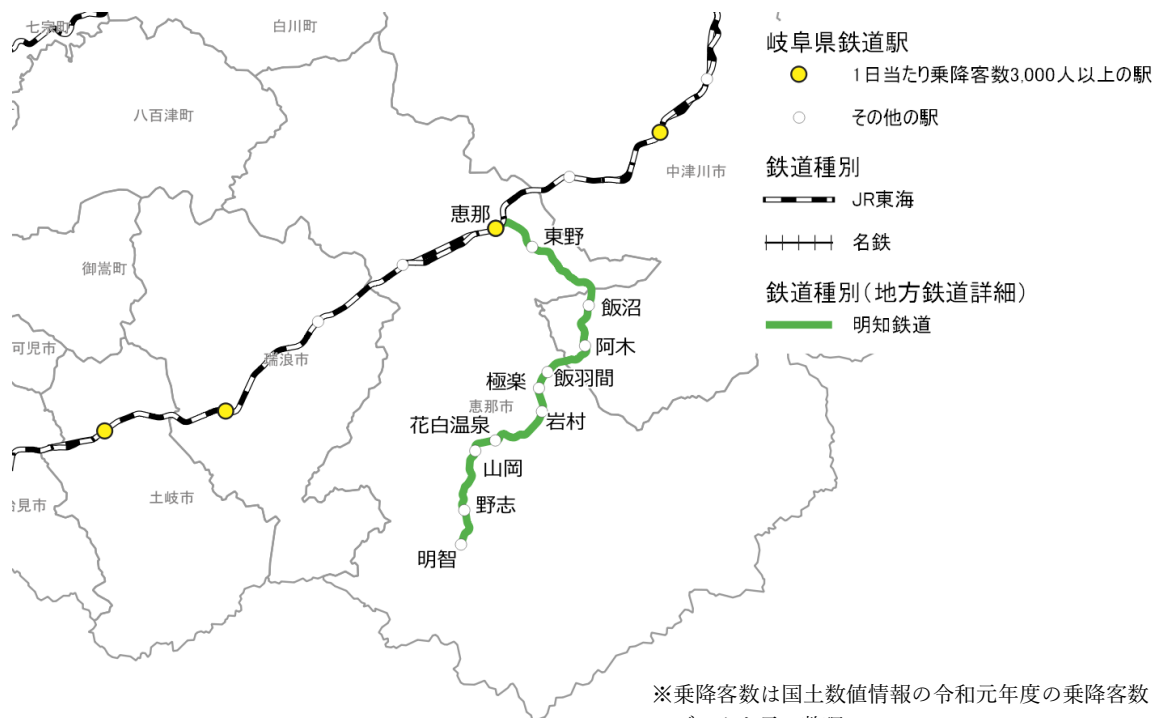 七宗町
白川町
岐阜県鉄道駅
1日当たり乗降客数3,000人以上の駅
八百津町
その他の駅
鉄道種別
中津川市
JR東海
恵那
東野
名鉄
御嵩町
鉄道種別(地方鉄道詳細)
飯沼
明知鉄道
可児市
阿木
瑞浪市
飯羽間
極楽
恵那市
岩村
花白温泉
山岡
土岐市
野志
見市
明智
※乗降客数は国土数値情報の令和元年度の乗降客数